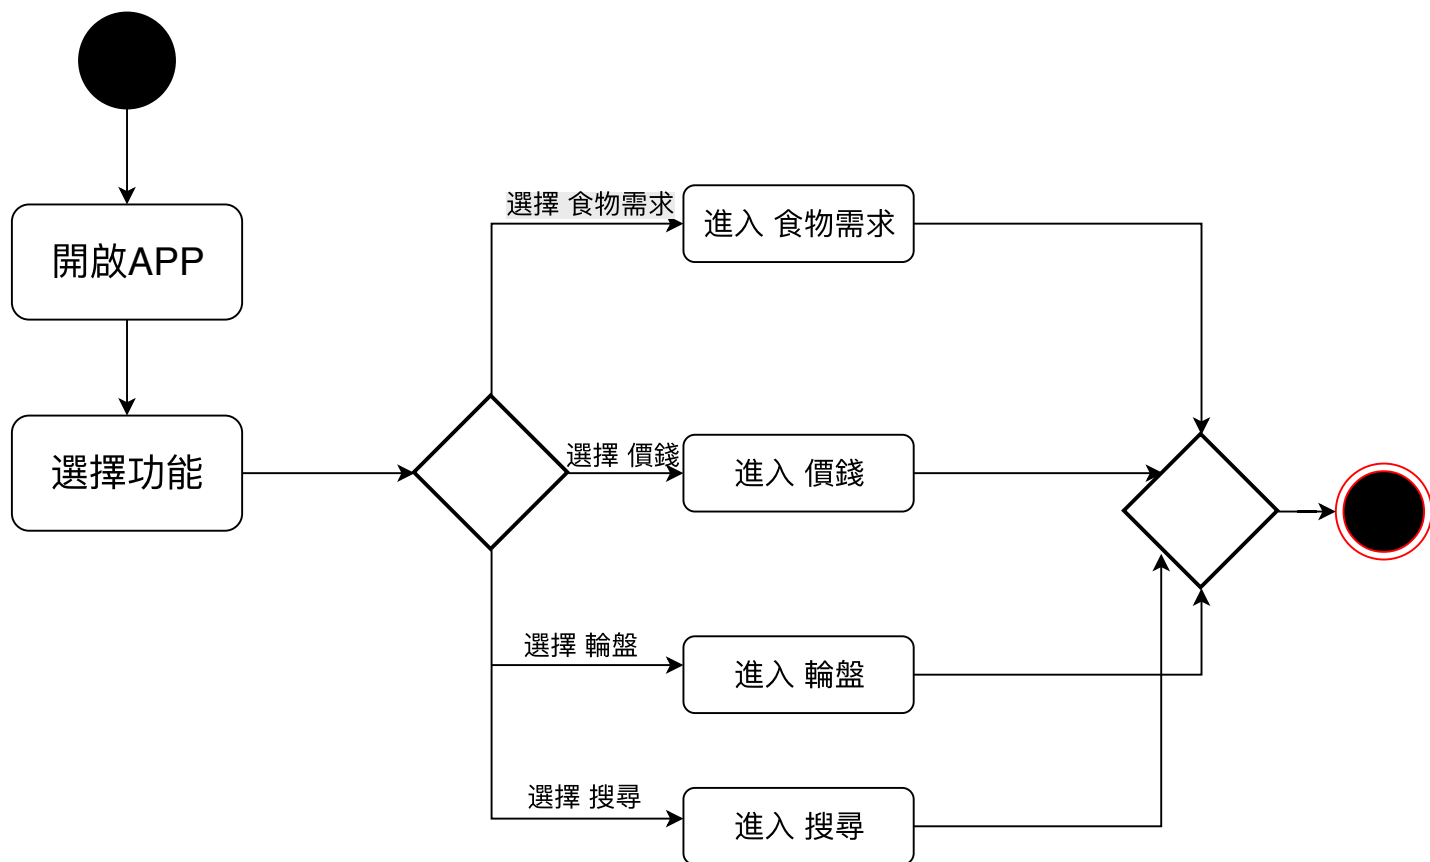 開啟APP
選擇功能
選擇 食物需求
進入 食物需求
選擇 價錢
進入 價錢
選擇 輪盤
進入 輪盤
選擇 搜尋
進入 搜尋